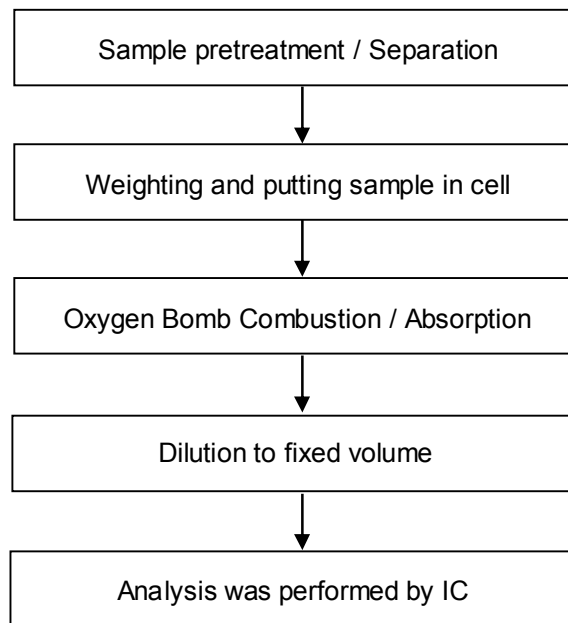 Sample pretreatment / Separation
Weighting and putting sample in cell
Oxygen Bomb Combustion / Absorption
Dilution to fixed volume
Analysis was performed by IC